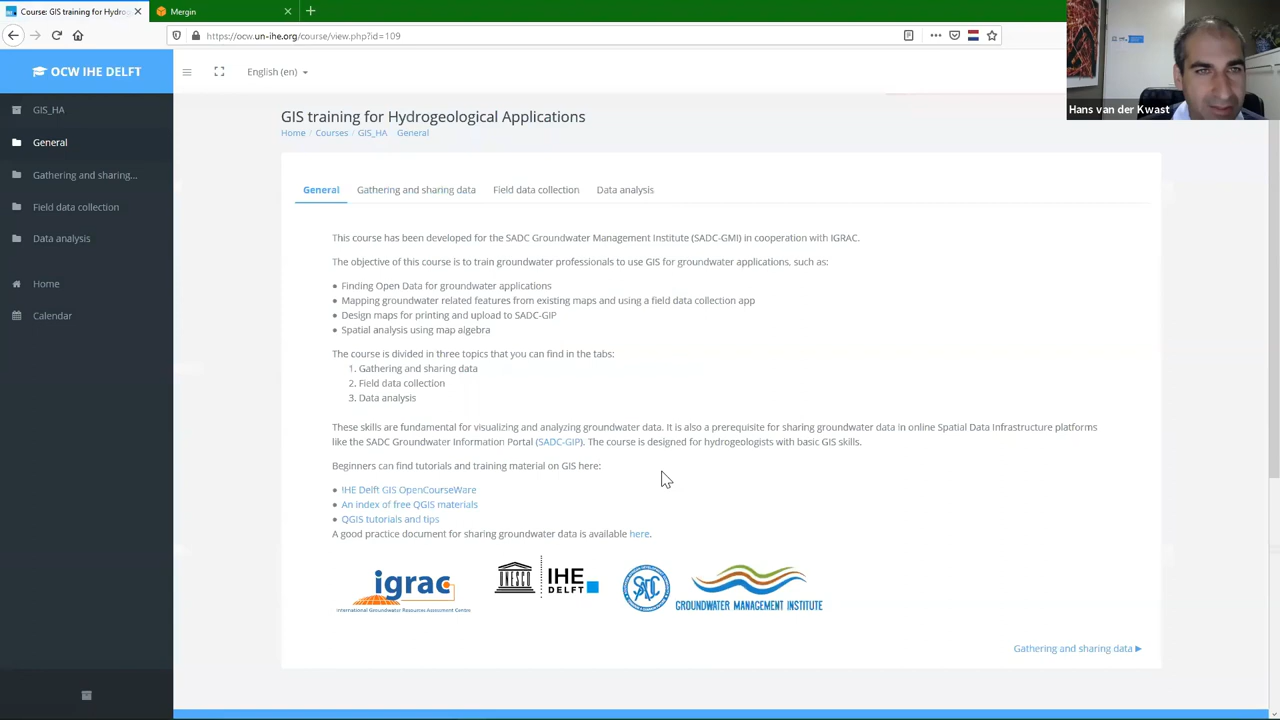 Course: GIS training for Hydrog
Mergin
https://ocw.un-ihe.org/course/view.php?id=109
OCW IHE DELFT
English (en)
Hans van der Kwast
GIS_HA
General
Gathering and sharing...
Field data collection
Data analysis
Home
Calendar
GIS training for Hydrogeological Applications
Home / Courses / GIS_HA / General
General Gathering and sharing data Field data collection Data analysis
This course has been developed for the SADC Groundwater Management Institute (SADC-GMI) in cooperation with IGRAC.
The objective of this course is to train groundwater professionals to use GIS for groundwater applications, such as:
Finding Open Data for groundwater applications
Mapping groundwater related features from existing maps and using a field data collection app
Design maps for printing and upload to SADC-GIP
Spatial analysis using map algebra
The course is divided in three topics that you can find in the tabs:
1. Gathering and sharing data
2. Field data collection
3. Data analysis
These skills are fundamental for visualizing and analyzing groundwater data. It is also a prerequisite for sharing groundwater data in online Spatial Data Infrastructure platforms
like the SADC Groundwater Information Portal (SADC-GIP). The course is designed for hydrogeologists with basic GIS skills.
Beginners can find tutorials and training material on GIS here:
IHE Delft GIS OpenCourseWare
An index of free QGIS materials
QGIS tutorials and tips
A good practice document for sharing groundwater data is available here.
igrac
International Groundwater Resources Assessment Centre
UNESCO
IHE
DELFT
SADC
GROUNDWATER MANAGEMENT INSTITUTE
Gathering and sharing data